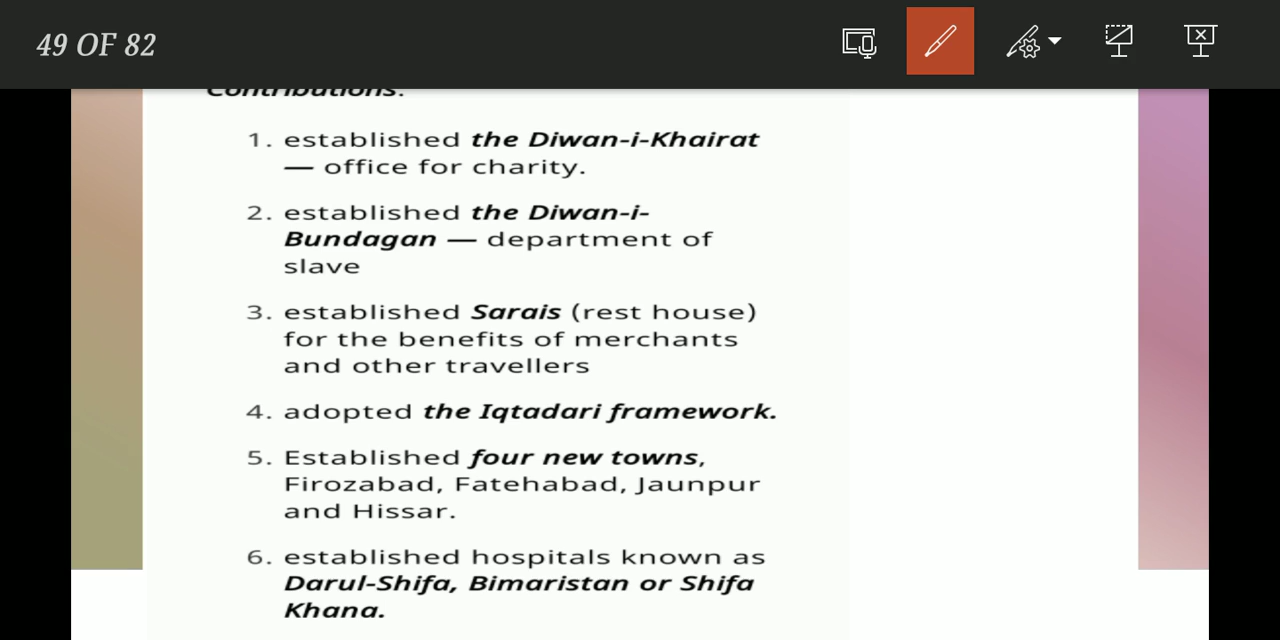 49 OF 82
Contributions:
1. established the Diwan-i-Khairat
— office for charity.
2. established the Diwan-i-
Bundagan — department of
slave
3. established Sarais (rest house)
for the benefits of merchants
and other travellers
4. adopted the Iqtadari framework.
5. Established four new towns,
Firozabad, Fatehabad, Jaunpur
and Hissar.
6. established hospitals known as
Darul-Shifa, Bimaristan or Shifa
Khana.